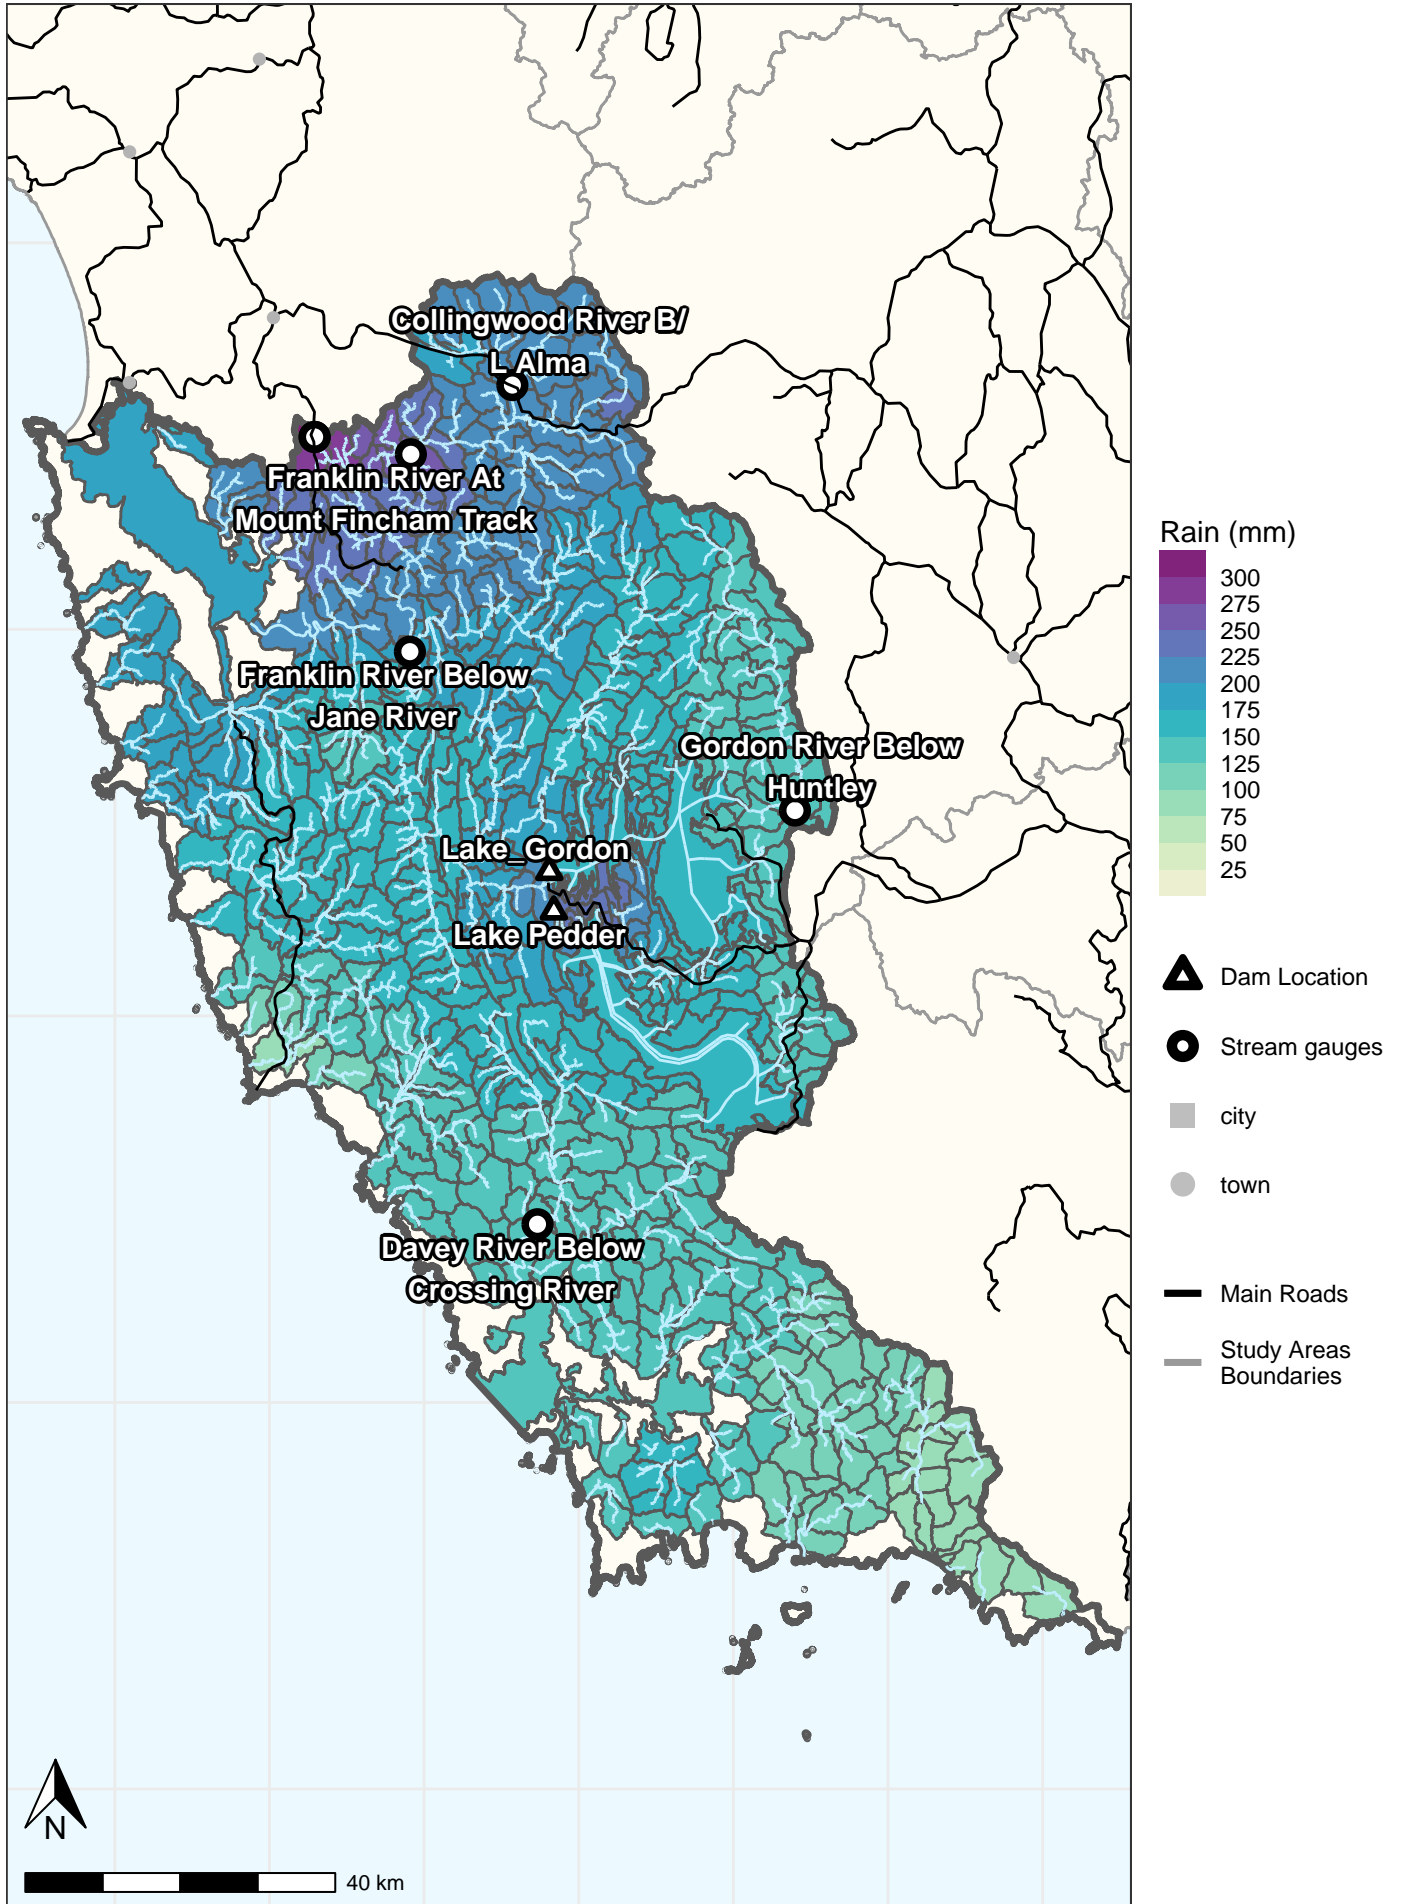 Collingwood River B/
L Alma
Franklin River At
Mount Fincham Track
Franklin River Below
Jane River
Gordon River Below
Huntley
Lake_Gordon
Lake Pedder
Davey River Below
Crossing River
N
40 km
Rain (mm)
300
275
250
225
200
175
150
125
100
75
50
25
Dam Location
Stream gauges
city
town
Main Roads
Study Areas
Boundaries